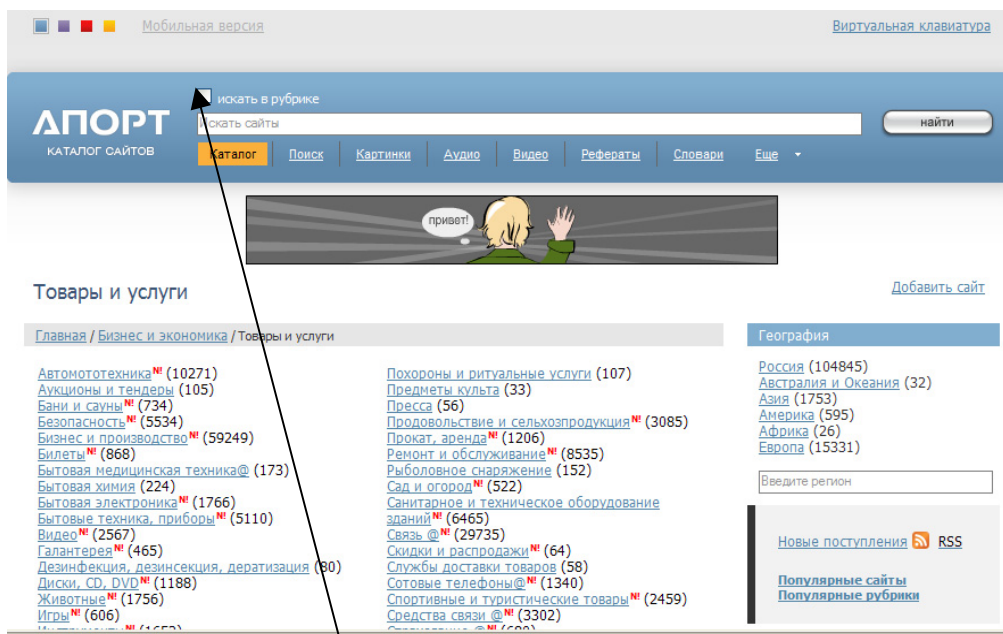 Мобильная версия
Виртуальная клавиатура
искать в рубрике
АПОРТ
КАТАЛОГ САЙТОВ
Искать сайты
найти
Каталог
Поиск
Картинки
Аудио
Видео
Рефераты
Словари
Еще
привет!
Товары и услуги
Добавить сайт
Главная / Бизнес и экономика / Товары и услуги
Автомототехника N! (10271)
Аукционы и тендеры (105)
Бани и сауны N! (734)
Безопасность N! (5534)
Бизнес и производство N! (59249)
Билеты N! (868)
Бытовая медицинская техника@ (173)
Бытовая химия (224)
Бытовая электроника N! (1766)
Бытовые техника, приборы N! (5110)
Видео N! (2567)
Галантерея N! (465)
Дезинфекция, дезинсекция, дератизация (80)
Диски, CD, DVD N! (1188)
Животные N! (1756)
Игры N! (606)
Похороны и ритуальные услуги (107)
Предметы культа (33)
Пресса (56)
Продовольствие и сельхозпродукция N! (3085)
Прокат, аренда N! (1206)
Ремонт и обслуживание N! (8535)
Рыболовное снаряжение (152)
Сад и огород N! (522)
Санитарное и техническое оборудование
зданий N! (6465)
Связь @ N! (29735)
Скидки и распродажи N! (64)
Службы доставки товаров (58)
Сотовые телефоны@ N! (1340)
Спортивные и туристические товары N! (2459)
Средства связи @ N! (3302)
География
Россия (104845)
Австралия и Океания (32)
Азия (1753)
Америка (595)
Африка (26)
Европа (15331)
Введите регион
Новые поступления RSS
Популярные сайты
Популярные рубрики